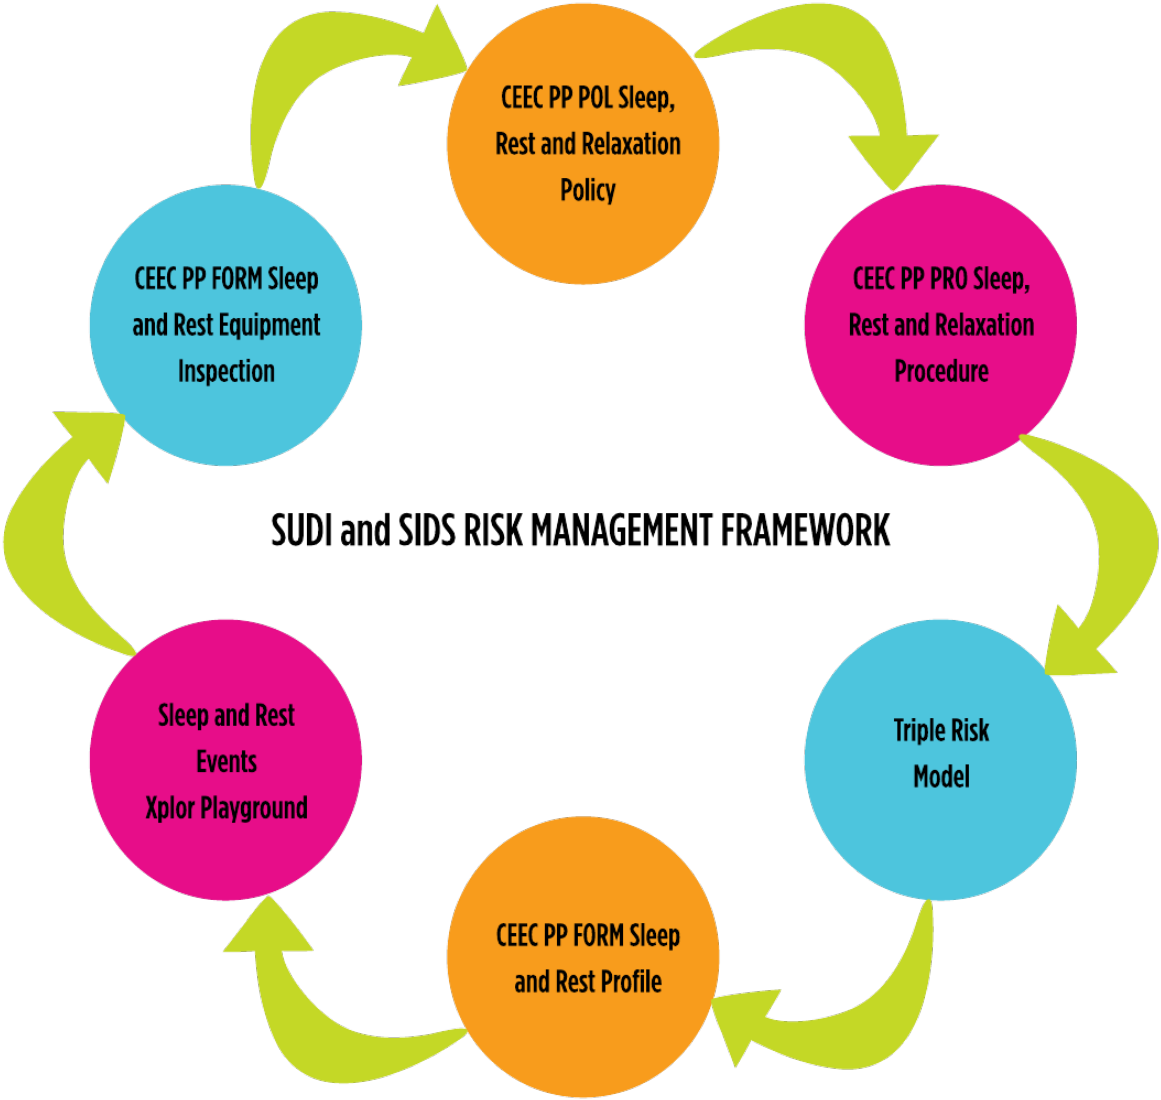 CEEC PP POL Sleep,
Rest and Relaxation
Policy
CEEC PP PRO Sleep,
Rest and Relaxation
Procedure
Triple Risk
Model
CEEC PP FORM Sleep
and Rest Profile
Sleep and Rest
Events
Xplor Playground
CEEC PP FORM Sleep
and Rest Equipment
Inspection
SUDI and SIDS RISK MANAGEMENT FRAMEWORK